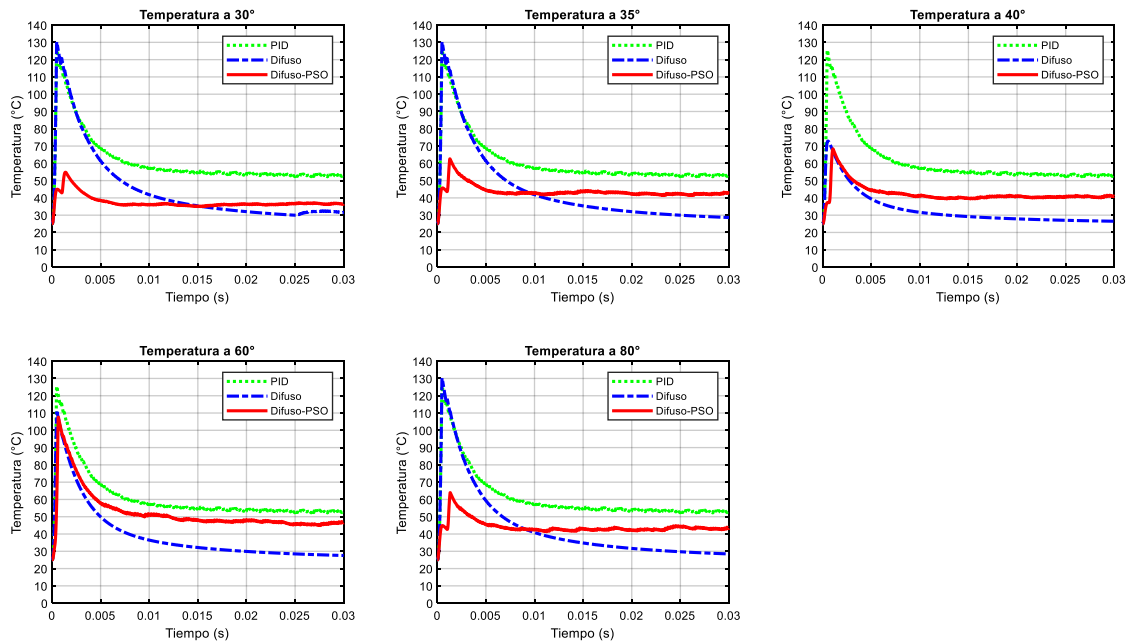 Temperatura a 30°
140
130
120
110
100
90
80
70
60
50
40
30
20
10
0
Temperatura (°C)
PID
Difuso
Difuso-PSO
0 0.005 0.01 0.015 0.02 0.025 0.03
Tiempo (s)
Temperatura a 35°
140
130
120
110
100
90
80
70
60
50
40
30
20
10
0
Temperatura (°C)
PID
Difuso
Difuso-PSO
0 0.005 0.01 0.015 0.02 0.025 0.03
Tiempo (s)
Temperatura a 40°
140
130
120
110
100
90
80
70
60
50
40
30
20
10
0
Temperatura (°C)
PID
Difuso
Difuso-PSO
0 0.005 0.01 0.015 0.02 0.025 0.03
Tiempo (s)
Temperatura a 60°
140
130
120
110
100
90
80
70
60
50
40
30
20
10
0
Temperatura (°C)
PID
Difuso
Difuso-PSO
0 0.005 0.01 0.015 0.02 0.025 0.03
Tiempo (s)
Temperatura a 80°
140
130
120
110
100
90
80
70
60
50
40
30
20
10
0
Temperatura (°C)
PID
Difuso
Difuso-PSO
0 0.005 0.01 0.015 0.02 0.025 0.03
Tiempo (s)